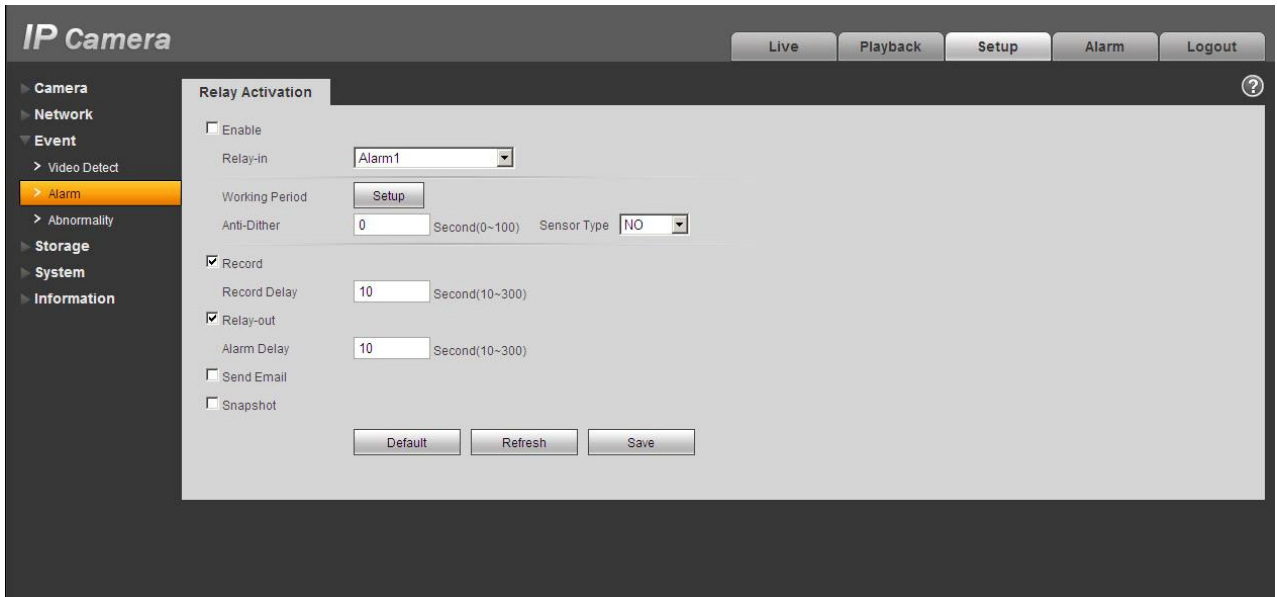 IP Camera
Live
Playback
Setup
Alarm
Logout
Camera
Network
Event
> Video Detect
> Alarm
> Abnormality
Storage
System
Information
Relay Activation
?
Enable
Relay-in Alarm1
Working Period Setup
Anti-Dither 0 Second(0~100) Sensor Type NO
Record
Record Delay 10 Second(10~300)
Relay-out
Alarm Delay 10 Second(10~300)
Send Email
Snapshot
Default Refresh Save